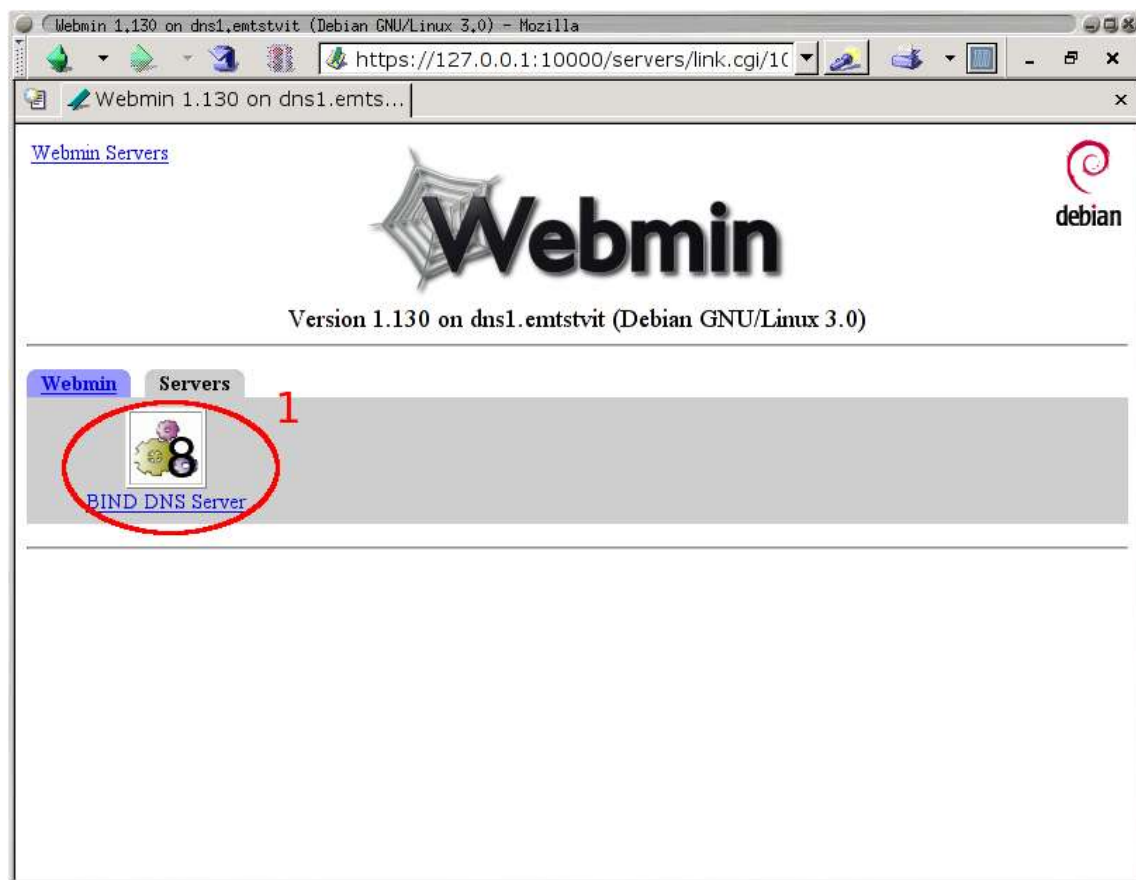 Webmin 1.130 on dns1.emtstvit (Debian GNU/Linux 3.0) - Mozilla
https://127.0.0.1:10000/servers/link.cgi/10
Webmin 1.130 on dns1.emts...
Webmin Servers
Webmin
debian
Version 1.130 on dns1.emtstvit (Debian GNU/Linux 3.0)
Webmin Servers
1
8
BIND DNS Server